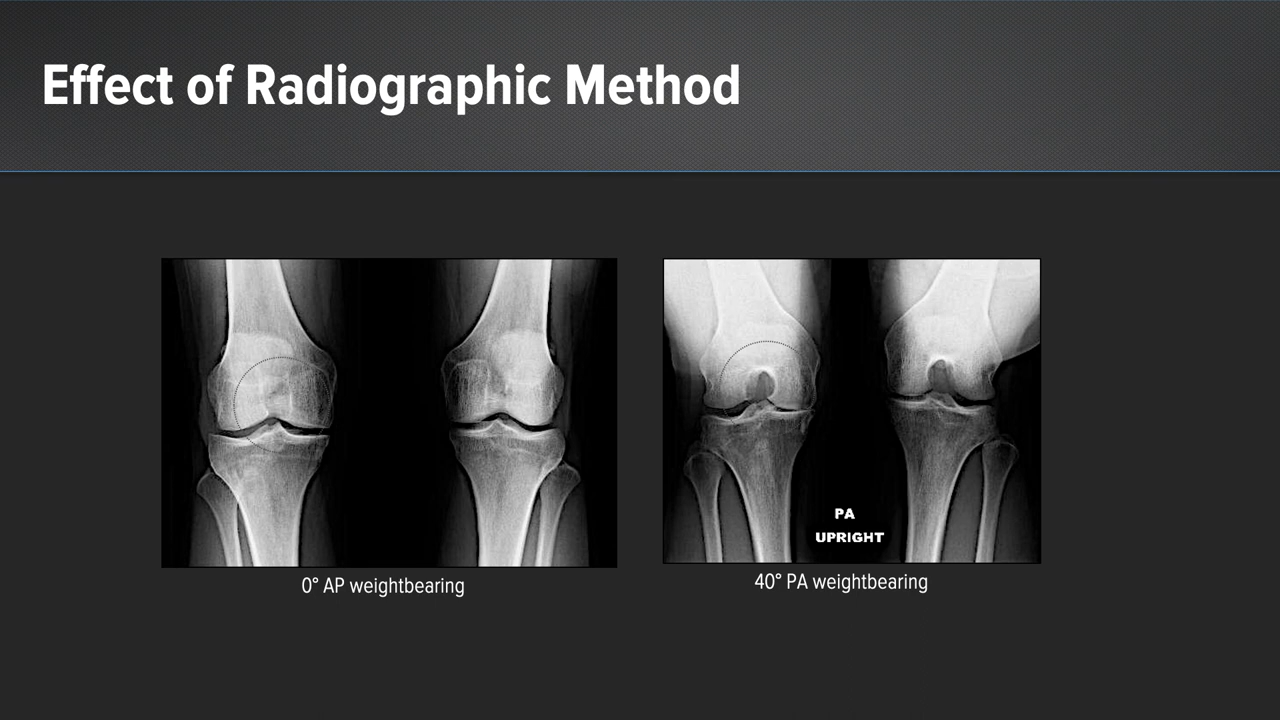 Effect of Radiographic Method
PA
UPRIGHT
0° AP weightbearing
40° PA weightbearing